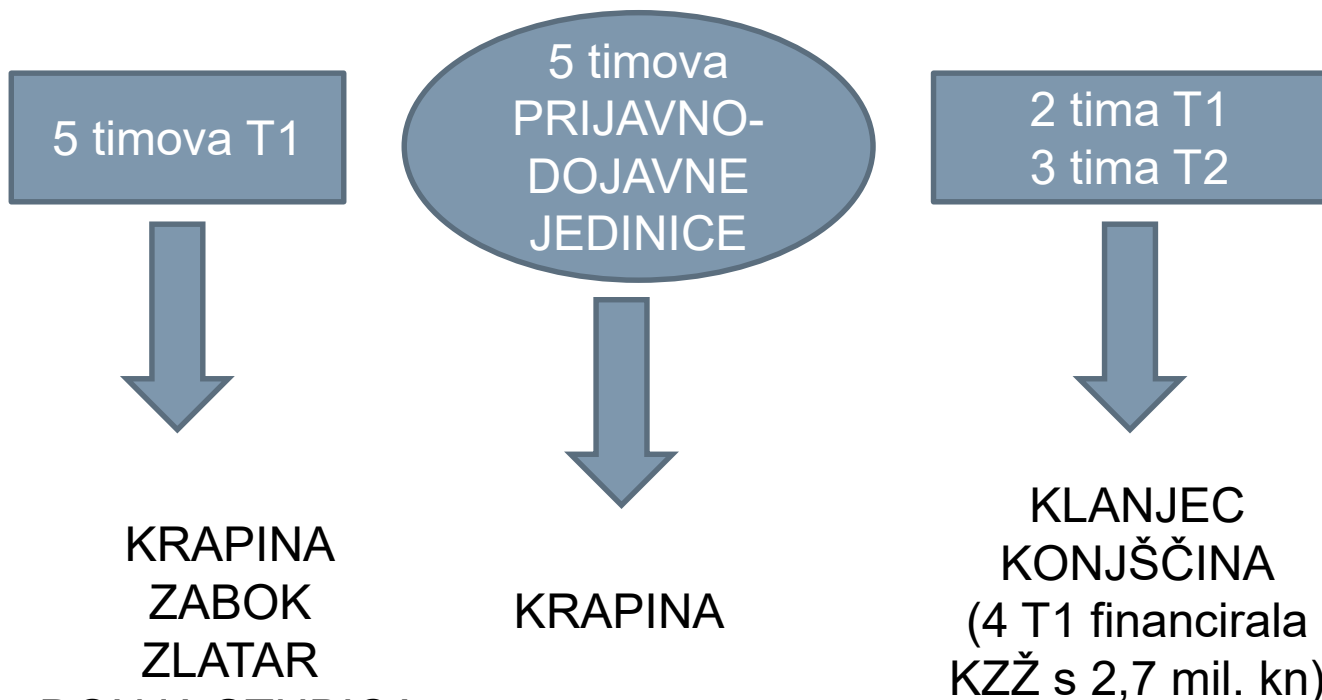 5 timova T1
5 timova
PRIJAVNO-
DOJAVNE
JEDINICE
2 tima T1
3 tima T2
KRAPINA
ZABOK
ZLATAR
KRAPINA
KLANJEC
KONJŠČINA
(4 T1 financirala
KZŽ s 2,7 mil. kn)